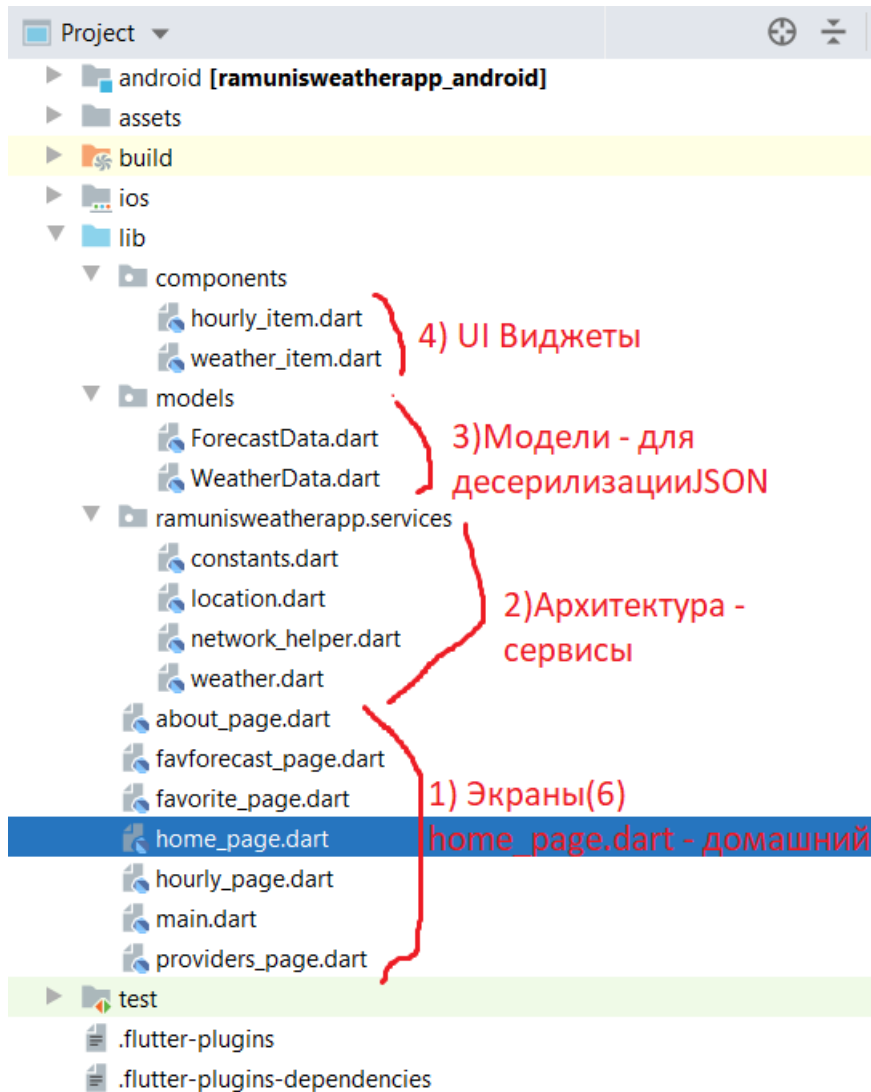 Project
android [ramunisweatherapp_android]
assets
build
ios
lib
components
hourly_item.dart
weather_item.dart
4) UI Виджеты
models
ForecastData.dart
WeatherData.dart
3)Модели - для
десерилизацииJSON
ramunisweatherapp.services
constants.dart
location.dart
network_helper.dart
weather.dart
2)Архитектура -
сервисы
about_page.dart
favforecast_page.dart
favorite_page.dart
1) Экраны(6)
home_page.dart
home_page.dart - домашний
hourly_page.dart
main.dart
providers_page.dart
test
.flutter-plugins
.flutter-plugins-dependencies